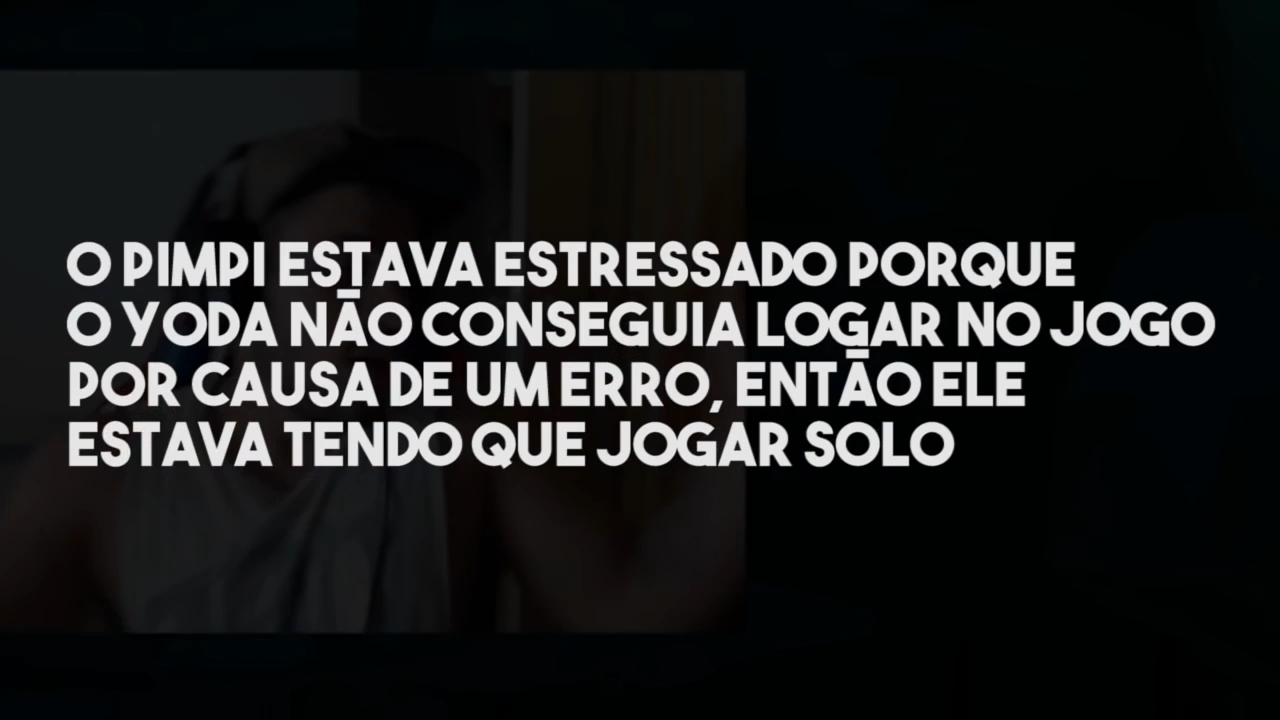 O PIMPI ESTAVA ESTRESSADO PORQUE
O YODA NÃO CONSEGUIA LOGAR NO JOGO
POR CAUSA DE UM ERRO, ENTÃO ELE
ESTAVA TENDO QUE JOGAR SOLO